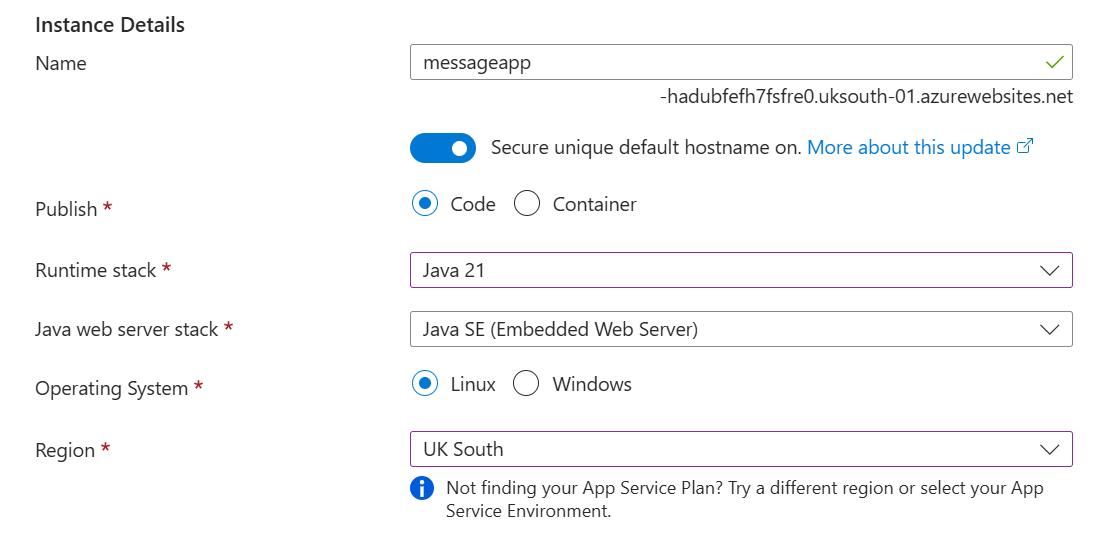 Instance Details
Name
messageapp
-hadubfefh7fsfre0.uksouth-01.azurewebsites.net
Secure unique default hostname on. More about this update
Publish *
Code Container
Runtime stack *
Java 21
Java web server stack *
Java SE (Embedded Web Server)
Operating System *
Linux Windows
Region *
UK South
Not finding your App Service Plan? Try a different region or select your App
Service Environment.